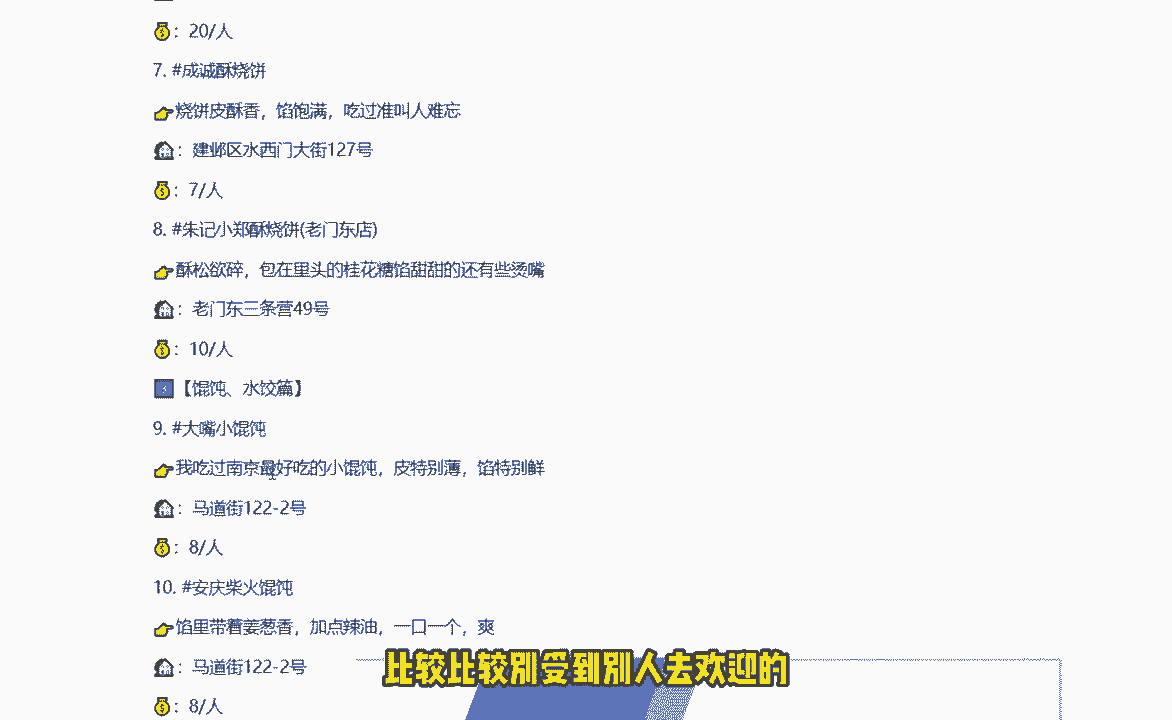 : 20/人
7. #成诚酥烧饼
烧饼皮酥香，馅饱满，吃过准叫人难忘
: 建邺区水西门大街127号
: 7/人
8. #朱记小郑酥烧饼(老门东店)
酥松欲碎，包在里头的桂花糖馅甜甜的还有些烫嘴
: 老门东三条营49号
: 10/人
【馄饨、水饺篇】
9. #大嘴小馄饨
我吃过南京最好吃的小馄饨，皮特别薄，馅特别鲜
: 马道街122-2号
: 8/人
10. #安庆柴火馄饨
馅里带着姜葱香，加点辣油，一口一个，爽
: 马道街122-2号
比较比较别受到别人去欢迎的
: 8/人